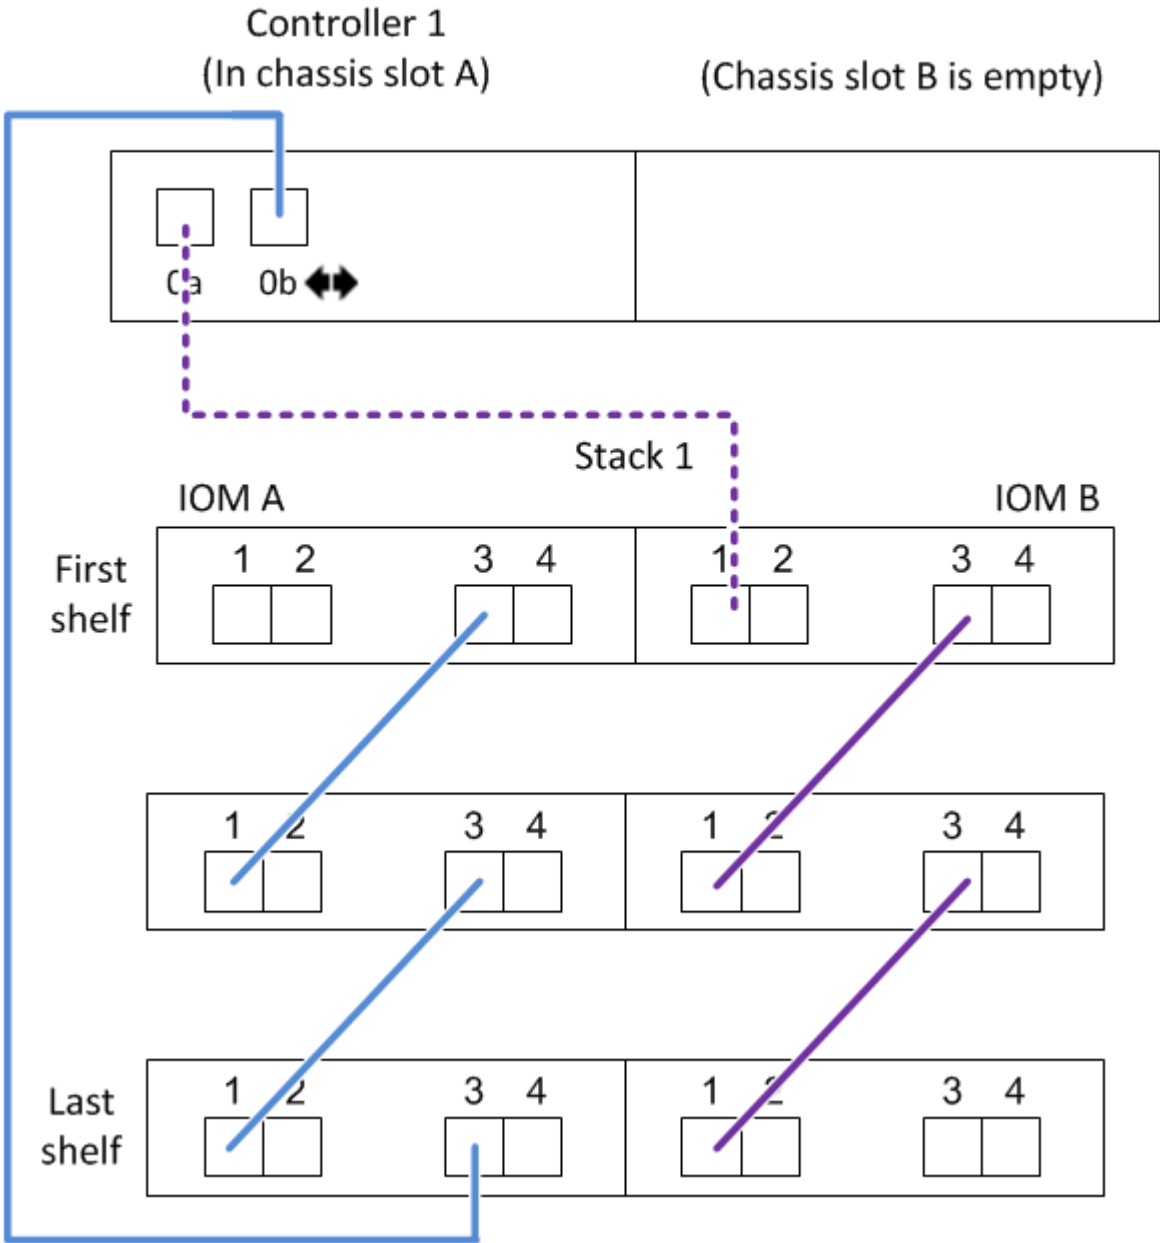 Controller 1
(In chassis slot A)
(Chassis slot B is empty)
0a 0b
Stack 1
IOM A IOM B
First
shelf
1 2 3 4 1 2 3 4
1 2 3 4 1 2 3 4
Last
shelf
1 2 3 4 1 2 3 4